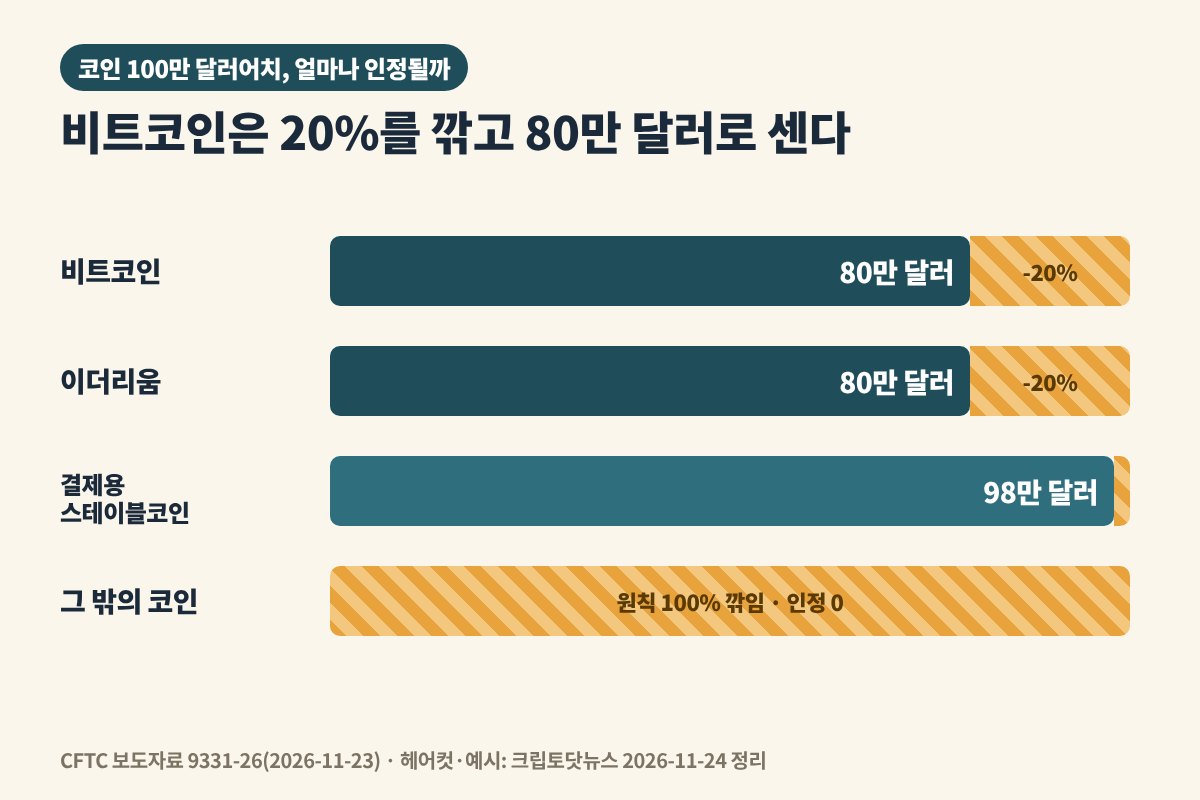 코인 100만 달러어치, 얼마나 인정될까
비트코인은 20%를 깎고 80만 달러로 센다
비트코인
80만 달러
-20%
이더리움
80만 달러
-20%
결제용
스테이블코인
98만 달러
그 밖의 코인
원칙 100% 깎임 · 인정 0
CFTC 보도자료 9331-26(2026-11-23) · 헤어컷·예시: 크립토닷뉴스 2026-11-24 정리